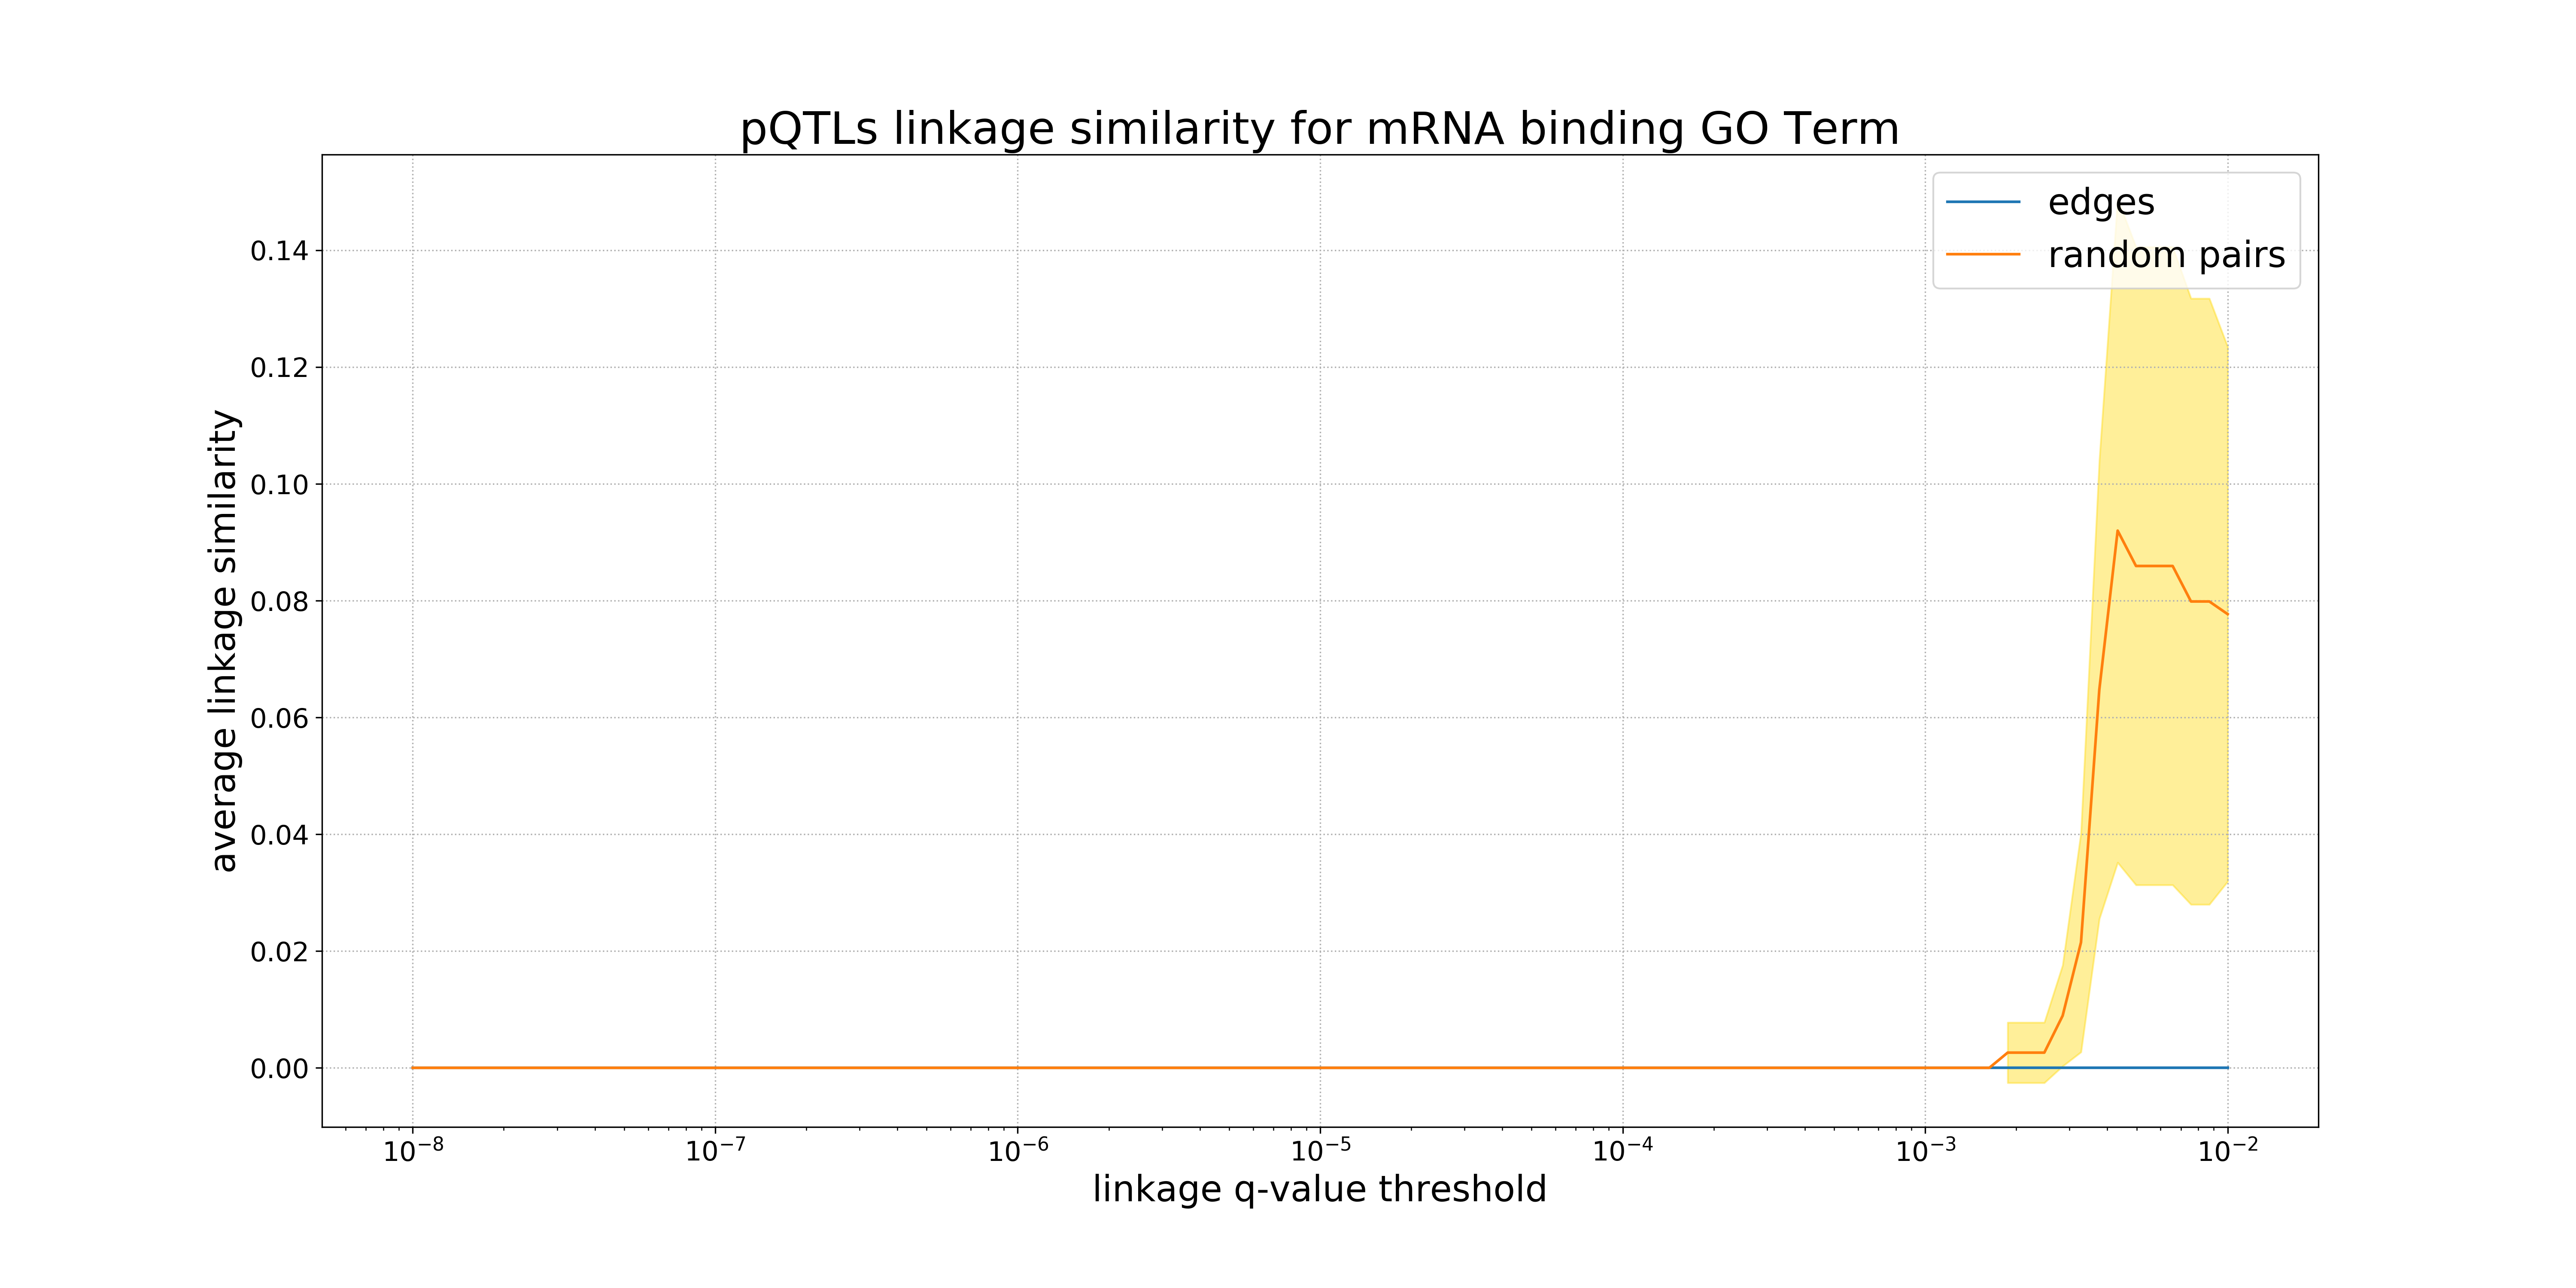 pQTLs linkage similarity for mRNA binding GO Term
edges
random pairs
average linkage similarity
0.14
0.12
0.10
0.08
0.06
0.04
0.02
0.00
10⁻⁸ 10⁻⁷ 10⁻⁶ 10⁻⁵ 10⁻⁴ 10⁻³ 10⁻²
linkage q-value threshold